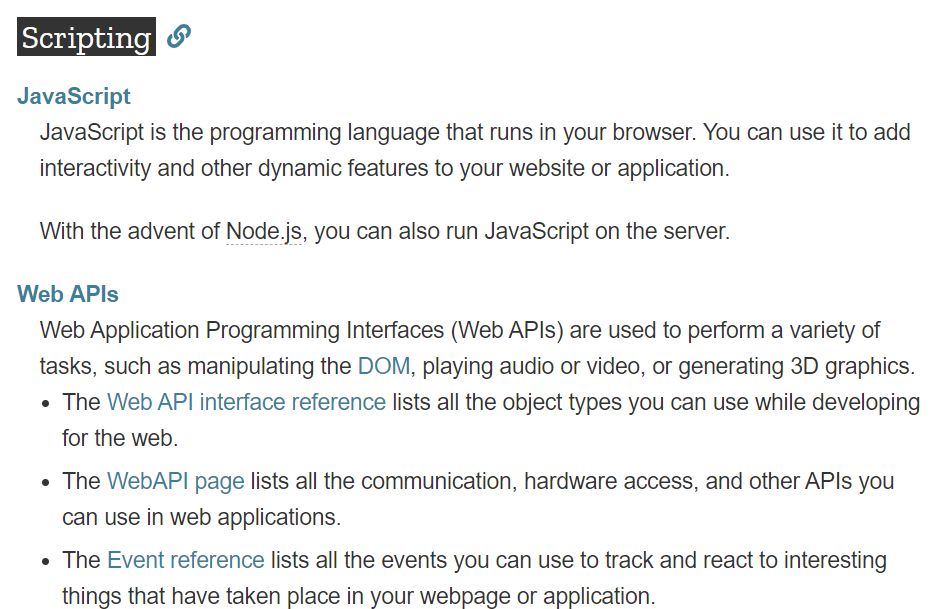 Scripting
JavaScript
JavaScript is the programming language that runs in your browser. You can use it to add
interactivity and other dynamic features to your website or application.
With the advent of Node.js, you can also run JavaScript on the server.
Web APIs
Web Application Programming Interfaces (Web APIs) are used to perform a variety of
tasks, such as manipulating the DOM, playing audio or video, or generating 3D graphics.
• The Web API interface reference lists all the object types you can use while developing
for the web.
• The WebAPI page lists all the communication, hardware access, and other APIs you
can use in web applications.
• The Event reference lists all the events you can use to track and react to interesting
things that have taken place in your webpage or application.